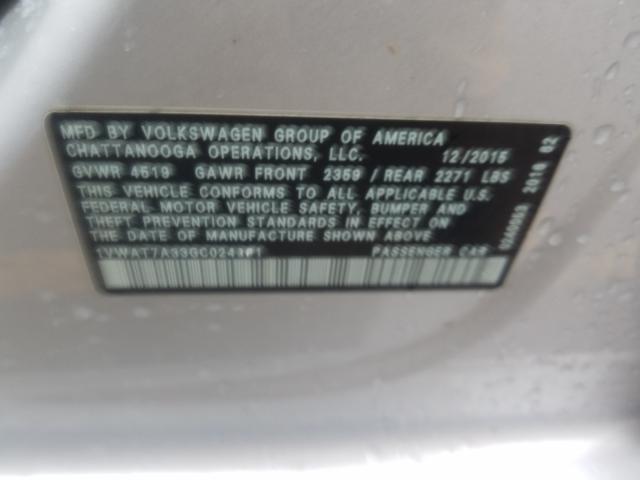 MFD BY VOLKSWAGEN GROUP OF AMERICA
CHATTANOOGA OPERATIONS, LLC. 12/2015
GVWR 4519 GAWR FRONT 2359 / REAR 2271 LBS
THIS VEHICLE CONFORMS TO ALL APPLICABLE U.S.
FEDERAL MOTOR VEHICLE SAFETY, BUMPER AND
THEFT PREVENTION STANDARDS IN EFFECT ON
THE DATE OF MANUFACTURE SHOWN ABOVE
PASSENGER CAR